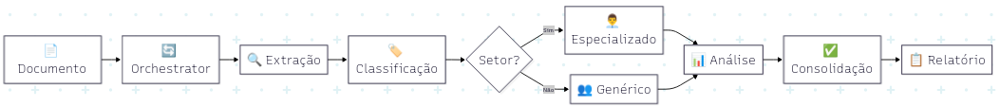 Documento
Orchestrator
🔍 Extração
Classificação
Setor?
Sim
Especializado
Não
👥 Genérico
📊 Análise
Consolidação
📋 Relatório